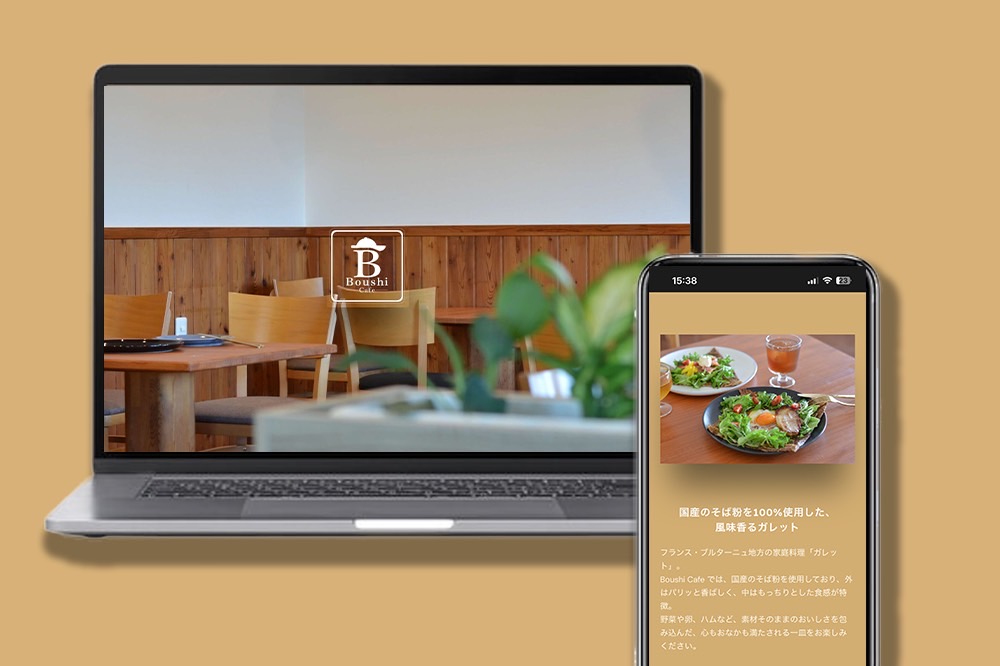 B
Boushi
Cafe
15:38
23
国産のそば粉を100%使用した、
風味香るガレット
フランス・ブルターニュ地方の家庭料理「ガレッ
ト」。
Boushi Cafe では、国産のそば粉を使用しており、外
はパリッと香ばしく、中はもっちりとした食感が特
徴。
野菜や卵、ハムなど、素材そのままのおいしさを包
み込んだ、心もおなかも満たされる一皿をお楽しみ
ください。